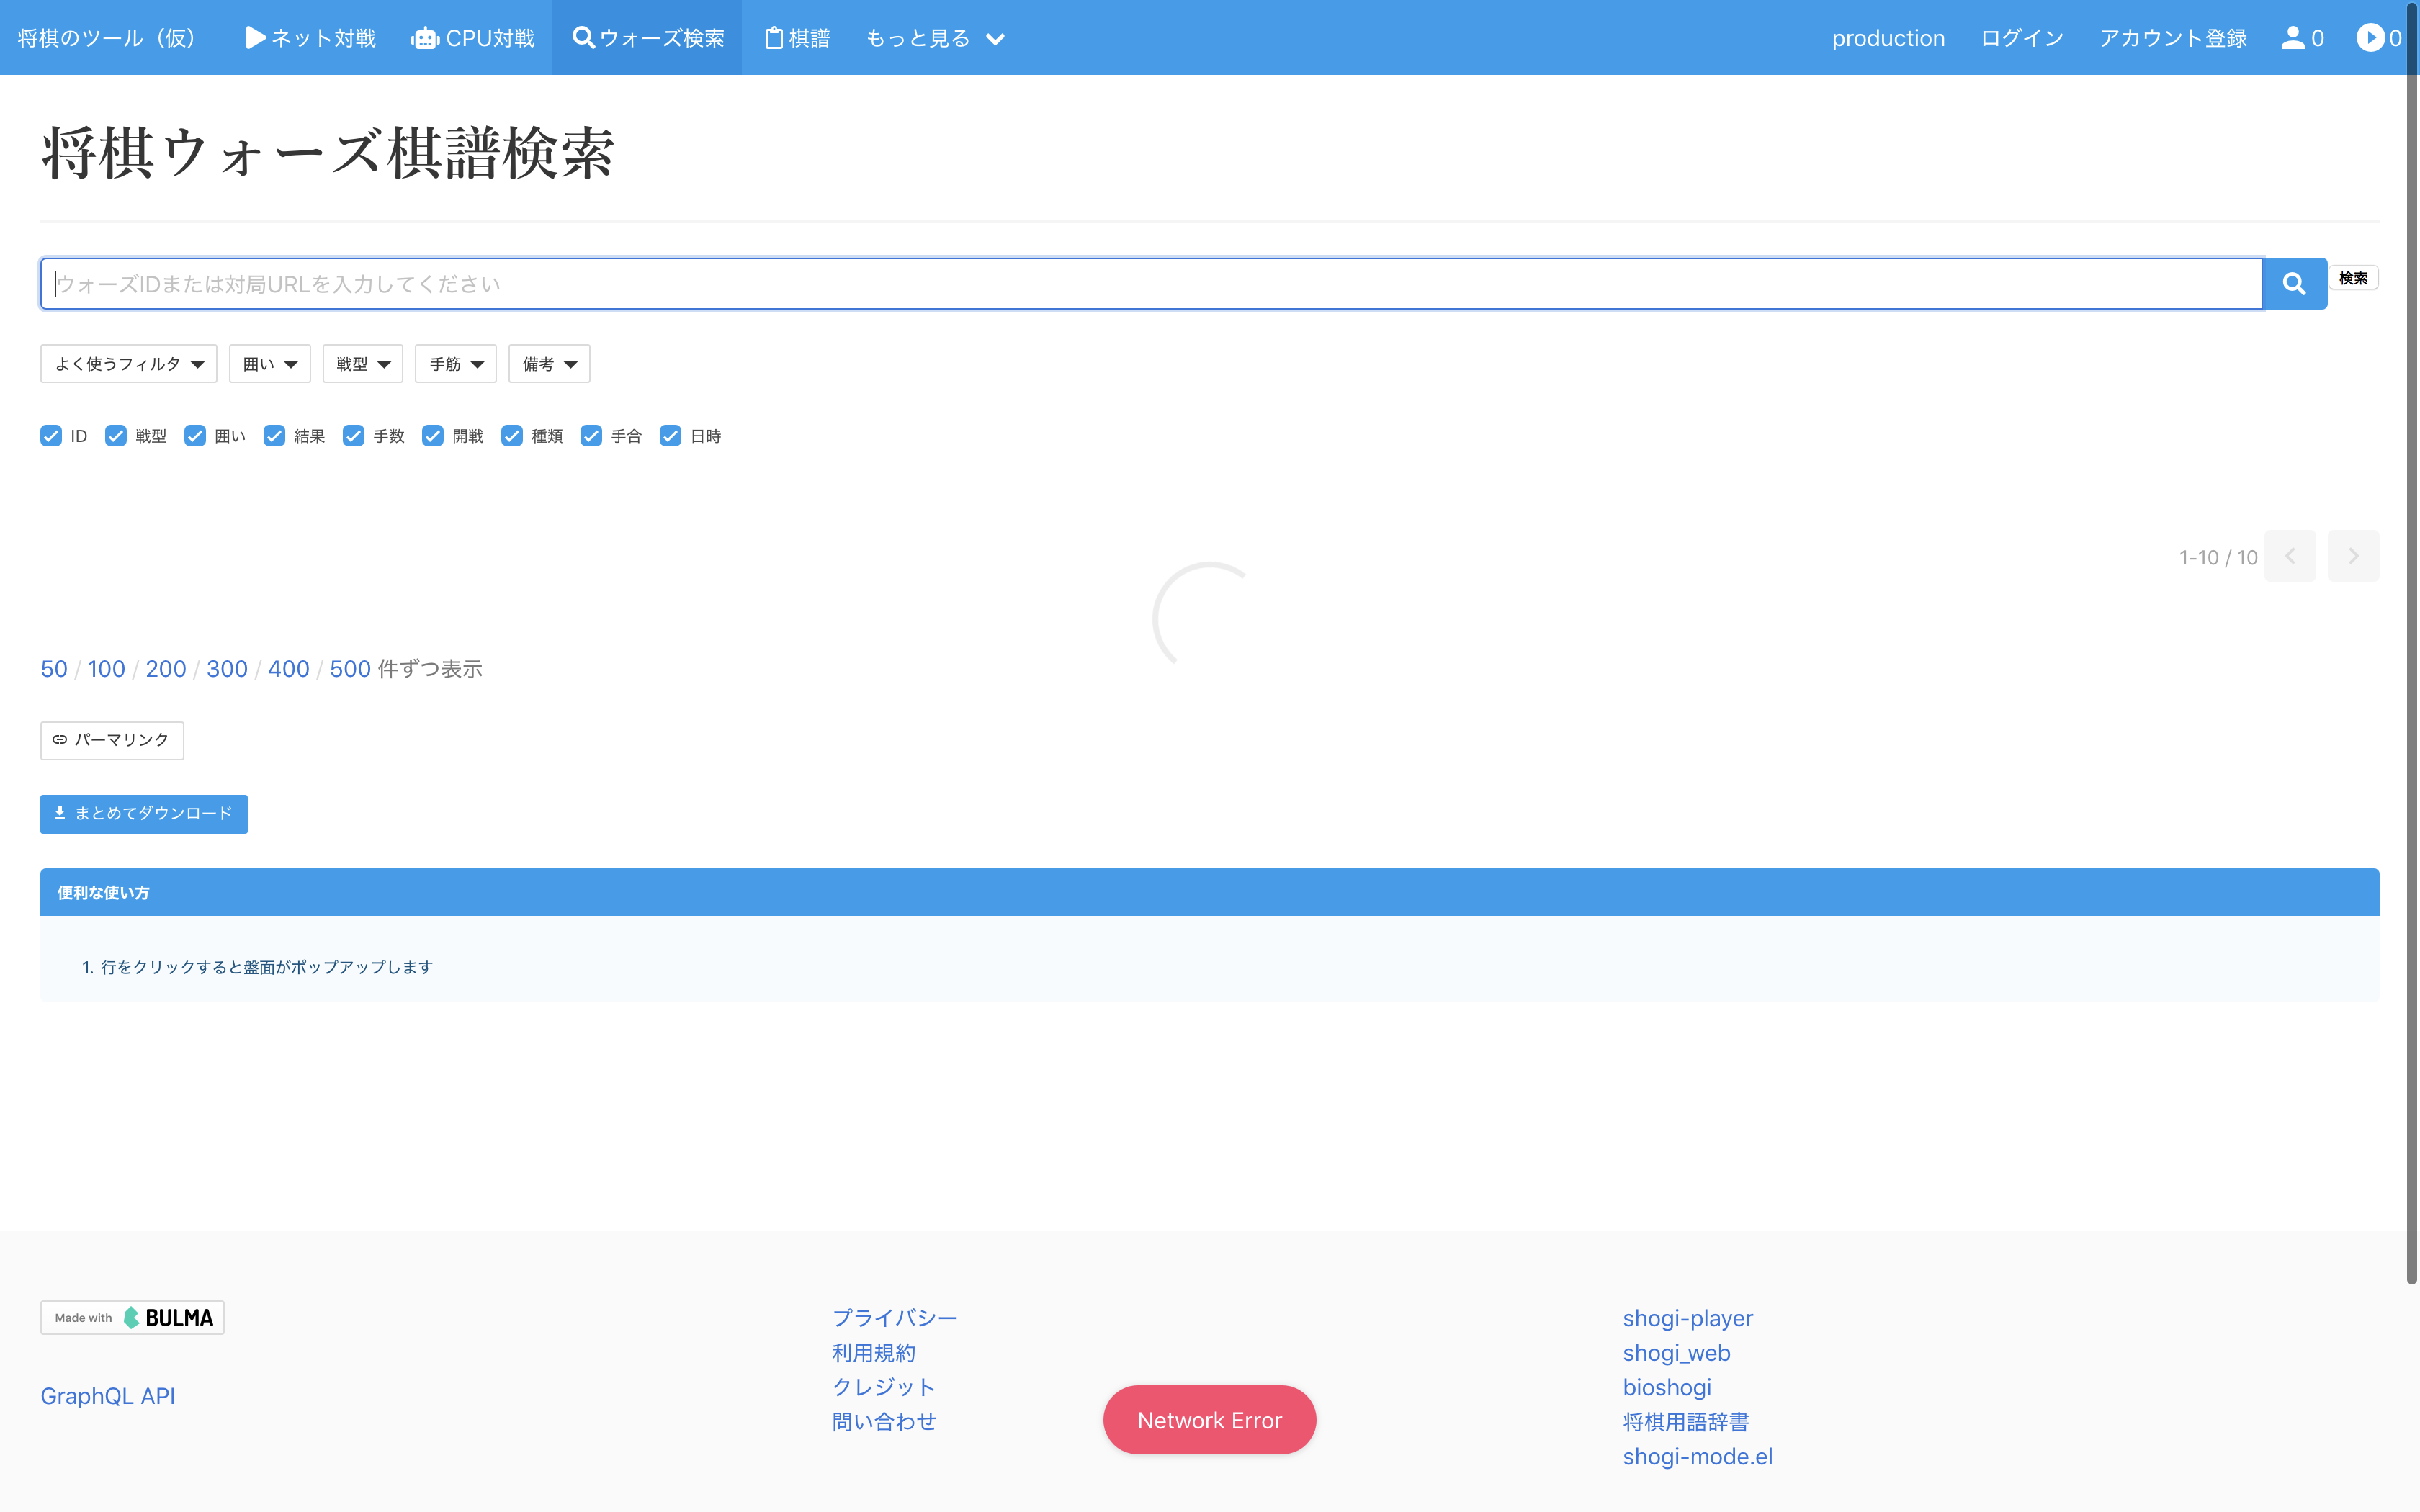 将棋のツール（仮） ネット対戦 CPU対戦 ウォーズ検索 棋譜 もっと見る production ログイン アカウント登録 0 0
将棋ウォーズ棋譜検索
ウォーズIDまたは対局URLを入力してください 検索
よく使うフィルタ 囲い 戦型 手筋 備考
ID 戦型 囲い 結果 手数 開戦 種類 手合 日時
1-10 / 10
50 / 100 / 200 / 300 / 400 / 500 件ずつ表示
パーマリンク
まとめてダウンロード
便利な使い方
1. 行をクリックすると盤面がポップアップします
Made with BULMA
GraphQL API
プライバシー
利用規約
クレジット
問い合わせ
Network Error
shogi-player
shogi_web
bioshogi
将棋用語辞書
shogi-mode.el